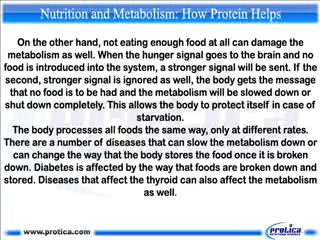 Nutrition and Metabolism: How Protein Helps
On the other hand, not eating enough food at all can damage the
metabolism as well. When the hunger signal goes to the brain and no
food is introduced into the system, a stronger signal will be sent. If the
second, stronger signal is ignored as well, the body gets the message
that no food is to be had and the metabolism will be slowed down or
shut down completely. This allows the body to protect itself in case of
starvation.
The body processes all foods the same way, only at different rates.
There are a number of diseases that can slow the metabolism down or
can change the way that the body stores the food once it is broken
down. Diabetes is affected by the way that foods are broken down and
stored. Diseases that affect the thyroid can also affect the metabolism
as well.
www.protica.com
protica